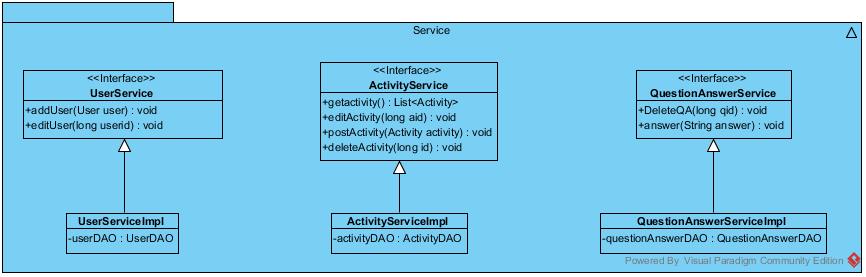 Service
<<Interface>>
UserService
+addUser(User user) : void
+editUser(long userid) : void
<<Interface>>
ActivityService
+getactivity() : List<Activity>
+editActivity(long aid) : void
+postActivity(Activity activity) : void
+deleteActivity(long id) : void
<<Interface>>
QuestionAnswerService
+DeleteQA(long qid) : void
+answer(String answer) : void
UserServiceImpl
-userDAO : UserDAO
ActivityServiceImpl
-activityDAO : ActivityDAO
QuestionAnswerServiceImpl
-questionAnswerDAO : QuestionAnswerDAO
Powered By Visual Paradigm Community Edition